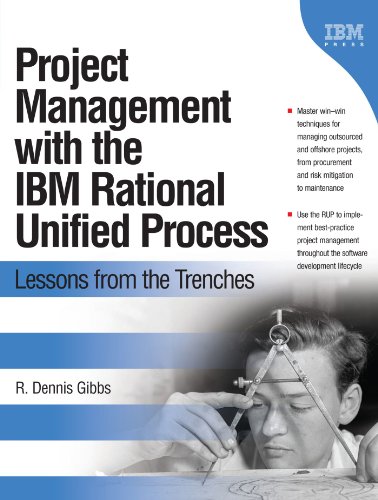 IBM
PRESS
Project
Management
with the
IBM Rational
Unified Process
Lessons from the Trenches
■ Master win–win
techniques for
managing outsourced
and offshore projects,
from procurement
and risk mitigation
to maintenance
■ Use the RUP to imple-
ment best-practice
project management
throughout the software
development lifecycle
R. Dennis Gibbs